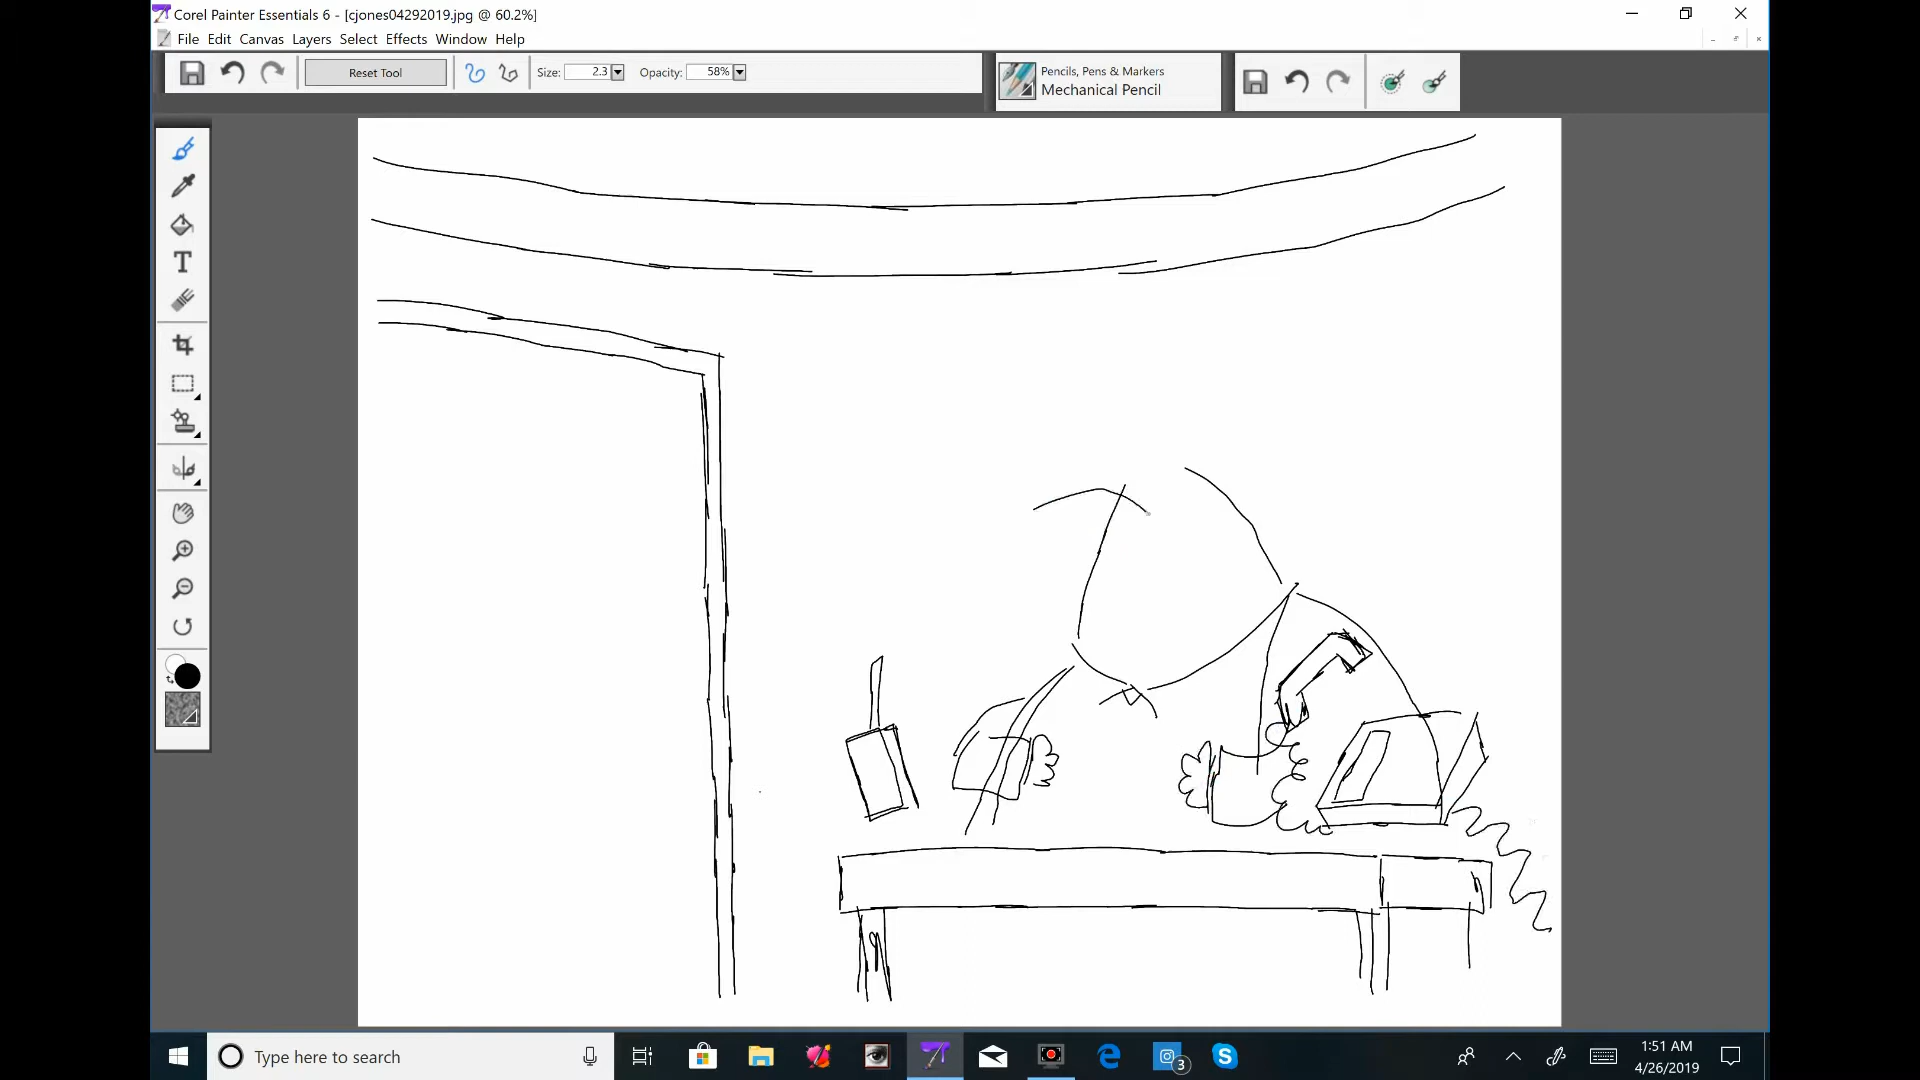 Corel Painter Essentials 6 - [cjones04292019.jpg @ 60.2%]
File Edit Canvas Layers Select Effects Window Help
Reset Tool Size: 2.3 Opacity: 58%
Pencils, Pens & Markers
Mechanical Pencil
T
Type here to search
3
1:51 AM
4/26/2019